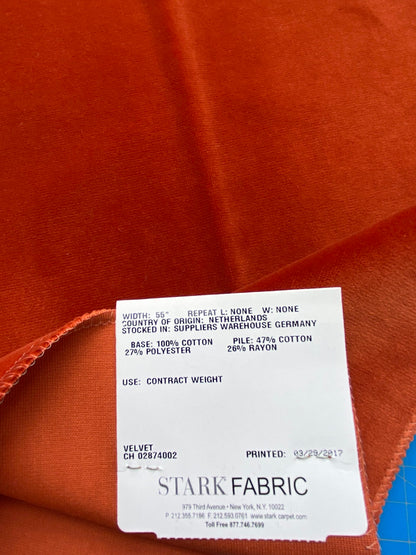 WIDTH: 55" REPEAT L: NONE W: NONE
COUNTRY OF ORIGIN: NETHERLANDS
STOCKED IN: SUPPLIERS WAREHOUSE GERMANY
BASE: 100% COTTON PILE: 47% COTTON
27% POLYESTER 26% RAYON
USE: CONTRACT WEIGHT
VELVET
CH 02874002 PRINTED: 03/29/2017
STARK FABRIC
979 Third Avenue • New York, N.Y. 10022
P. 212.355.7186 F. 212.593.0761 www.starkcarpet.com
Toll Free 877.746.7699